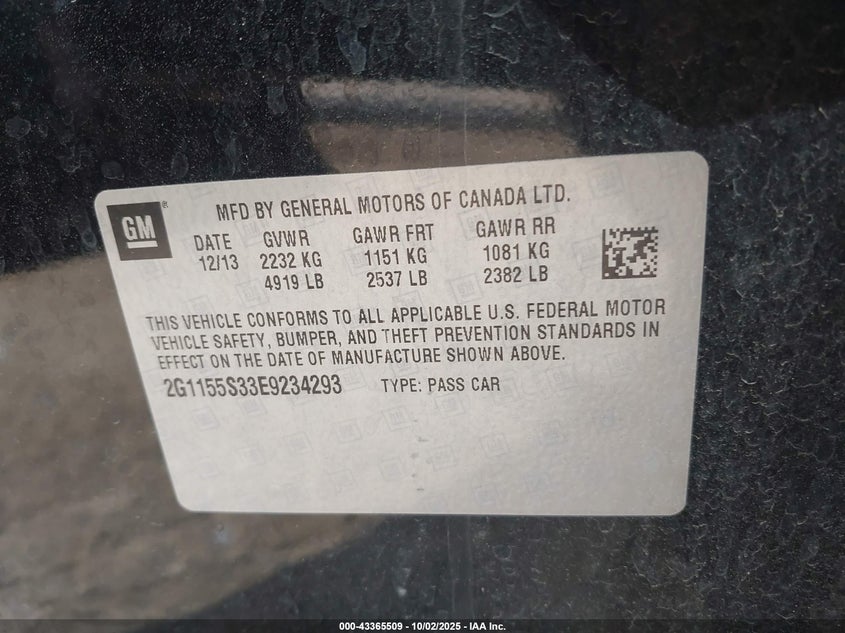 GM ®
MFD BY GENERAL MOTORS OF CANADA LTD.
DATE GVWR GAWR FRT GAWR RR
12/13 2232 KG 1151 KG 1081 KG
4919 LB 2537 LB 2382 LB
THIS VEHICLE CONFORMS TO ALL APPLICABLE U.S. FEDERAL MOTOR
VEHICLE SAFETY, BUMPER, AND THEFT PREVENTION STANDARDS IN
EFFECT ON THE DATE OF MANUFACTURE SHOWN ABOVE.
2G1155S33E9234293 TYPE: PASS CAR
000-43365509 - 10/02/2025 - IAA Inc.